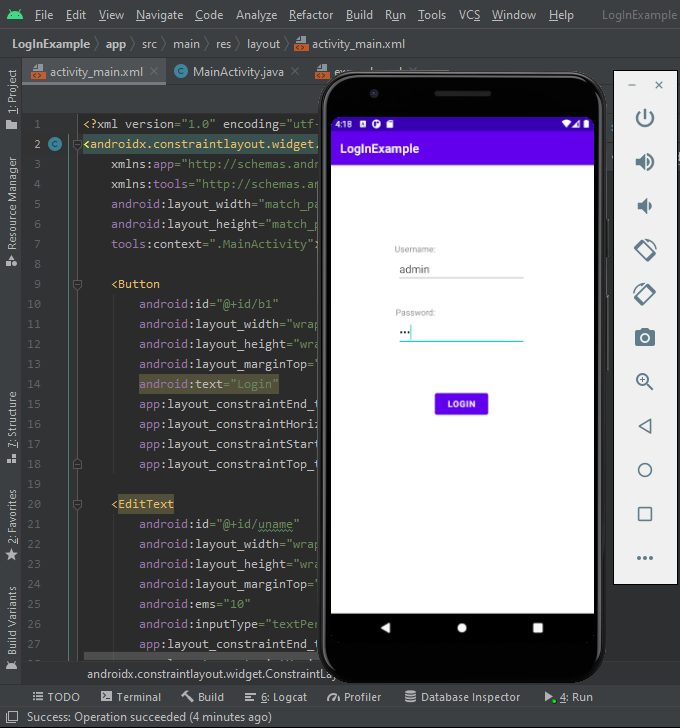 File Edit View Navigate Code Analyze Refactor Build Run Tools VCS Window Help LogInExample
LogInExample app src main res layout activity_main.xml
activity_main.xml MainActivity.java
1: Project
Resource Manager
7: Structure
2: Favorites
Build Variants
1 <?xml version="1.0" encoding="utf-
2 <androidx.constraintlayout.widget.
3 xmlns:app="http://schemas.andr
4 xmlns:tools="http://schemas.an
5 android:layout_width="match_pa
6 android:layout_height="match_p
7 tools:context=".MainActivity">
8
9 <Button
10 android:id="@+id/b1"
11 android:layout_width="wrap
12 android:layout_height="wra
13 android:layout_marginTop="
14 android:text="Login"
15 app:layout_constraintEnd_t
16 app:layout_constraintHoriz
17 app:layout_constraintStart
18 app:layout_constraintTop_t
19
20 <EditText
21 android:id="@+id/uname"
22 android:layout_width="wrap
23 android:layout_height="wra
24 android:layout_marginTop="
25 android:ems="10"
26 android:inputType="textPer
27 app:layout_constraintEnd_t
androidx.constraintlayout.widget.ConstraintLay
4:18
LogInExample
Username:
admin
Password:
•••
LOGIN
TODO Terminal Build 6: Logcat Profiler Database Inspector 4: Run
Success: Operation succeeded (4 minutes ago)